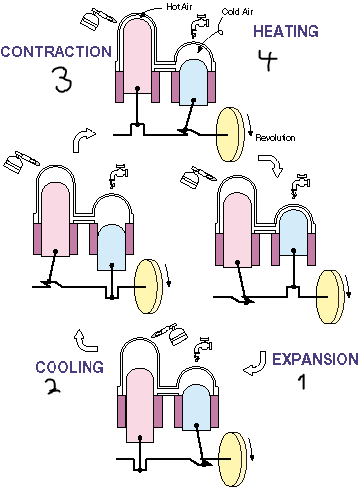 Hot Air
Cold Air
HEATING
4
CONTRACTION
3
Revolution
EXPANSION
1
COOLING
2